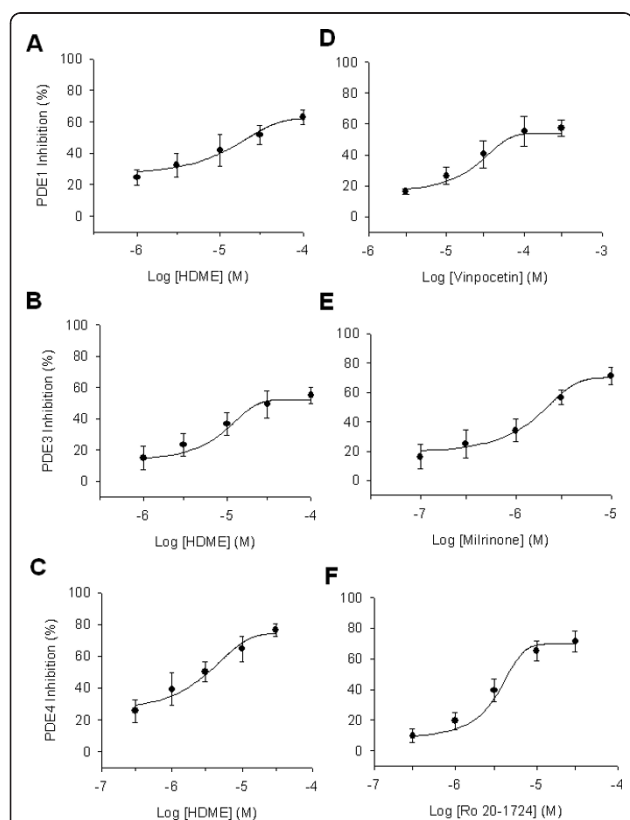 A
PDE1 Inhibition (%)
100
80
60
40
20
0
-6 -5 -4
Log [HDME] (M)
D
100
80
60
40
20
0
-6 -5 -4 -3
Log [Vinpocetin] (M)
B
PDE3 Inhibition (%)
100
80
60
40
20
0
-6 -5 -4
Log [HDME] (M)
E
100
80
60
40
20
0
-7 -6 -5
Log [Milrinone] (M)
C
PDE4 Inhibition (%)
100
80
60
40
20
0
-7 -6 -5 -4
Log [HDME] (M)
F
100
80
60
40
20
0
-7 -6 -5 -4
Log [Ro 20-1724] (M)